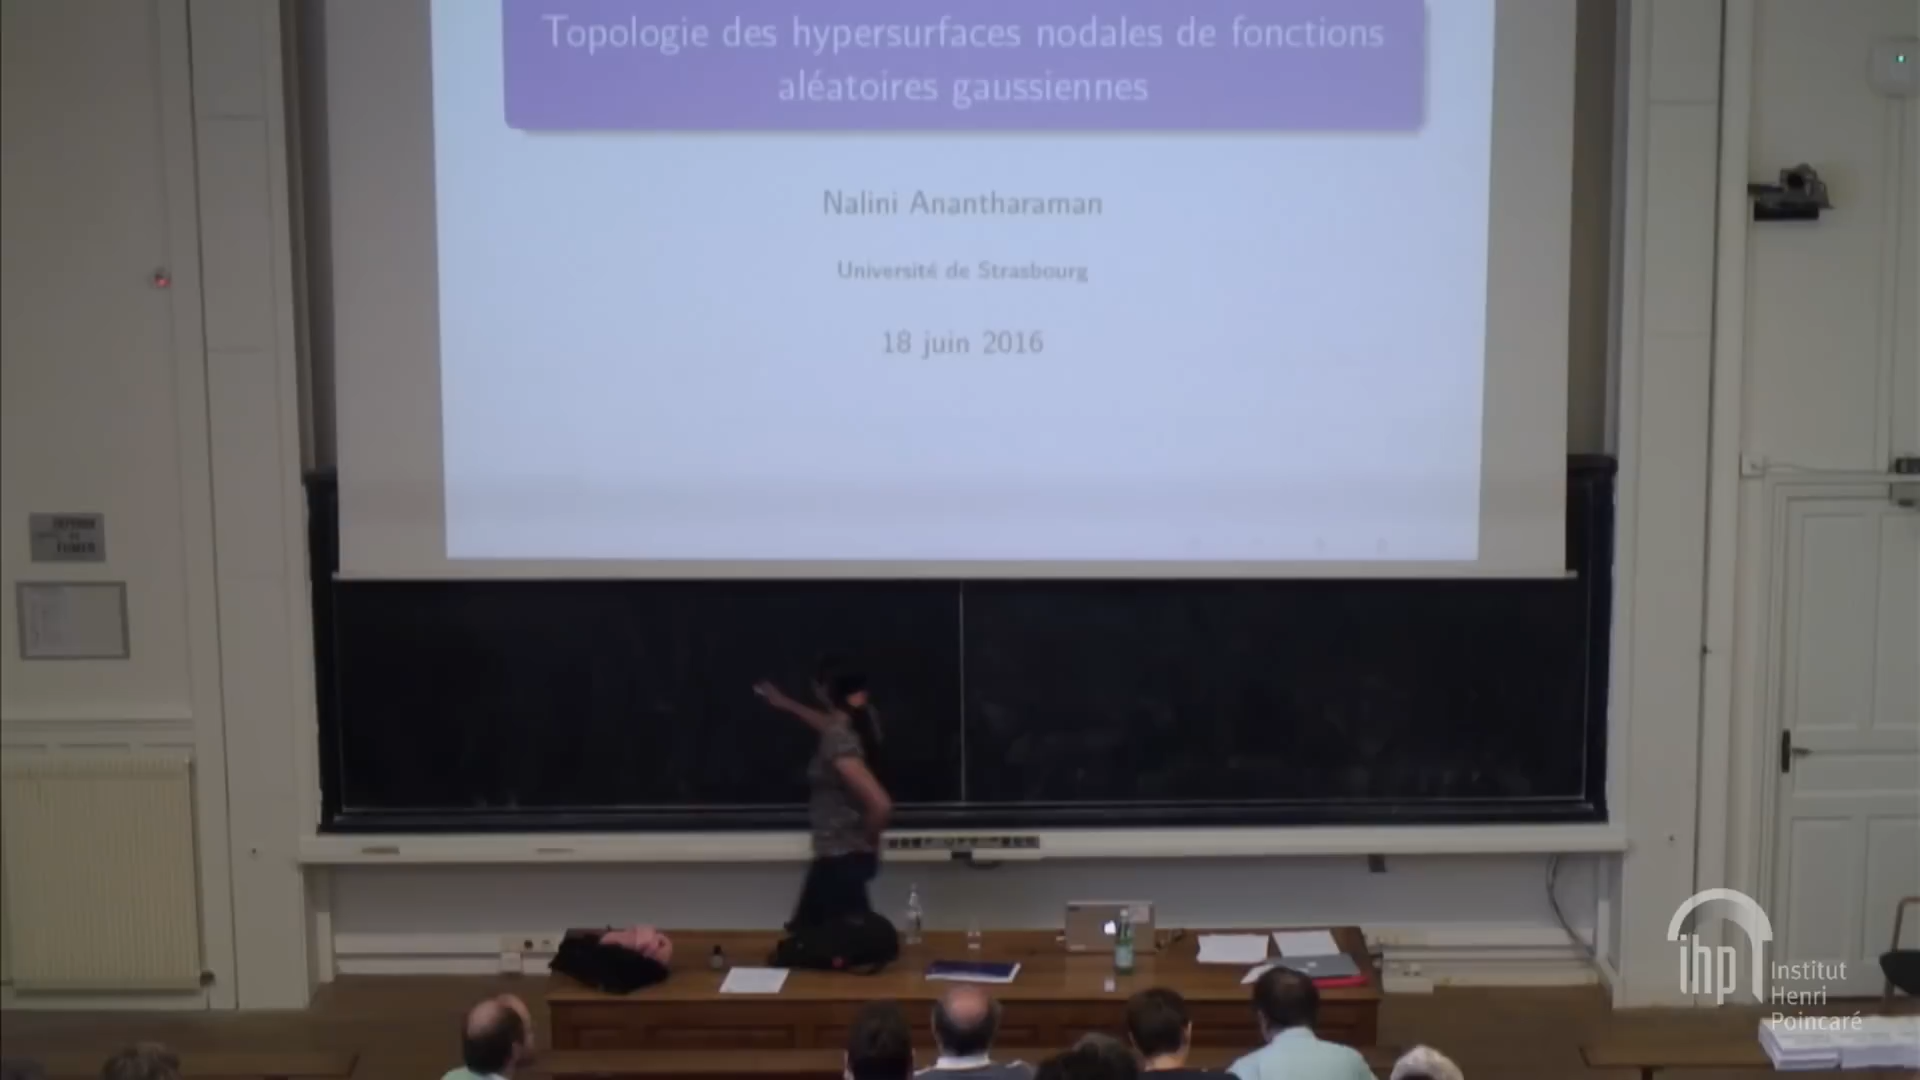 Topologie des hypersurfaces nodales de fonctions
aléatoires gaussiennes
Nalini Anantharaman
Université de Strasbourg
18 juin 2016
ihp
Institut
Henri
Poincaré